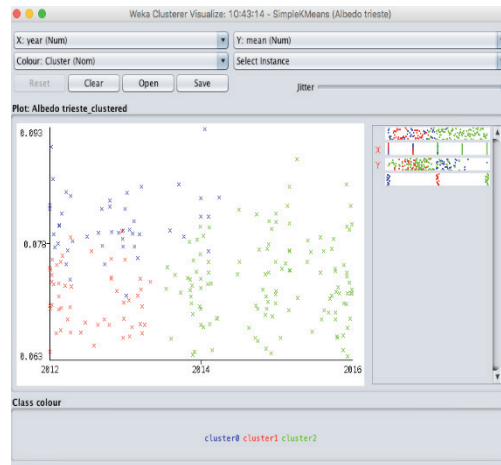 Weka Clusterer Visualize: 10:43:14 - SimpleKMeans (Albedo trieste)
X: year (Num) Y: mean (Num)
Colour: Cluster (Nom) Select Instance
Reset Clear Open Save Jitter
Plot: Albedo trieste_clustered
0.093
X
Y
0.078
0.063
2012 2014 2016
Class colour
cluster0 cluster1 cluster2